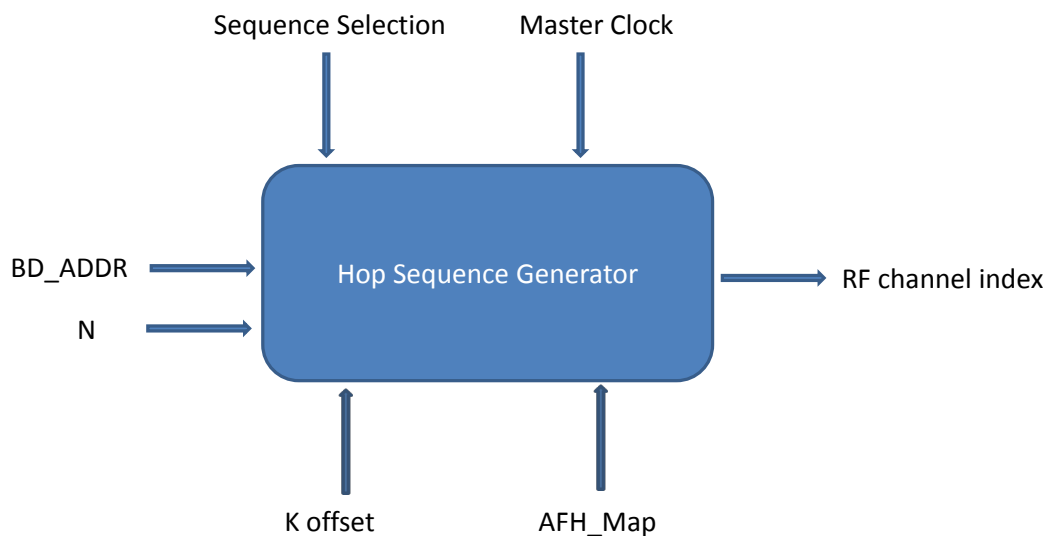 Sequence Selection
Master Clock
BD_ADDR
Hop Sequence Generator
RF channel index
N
K offset
AFH_Map